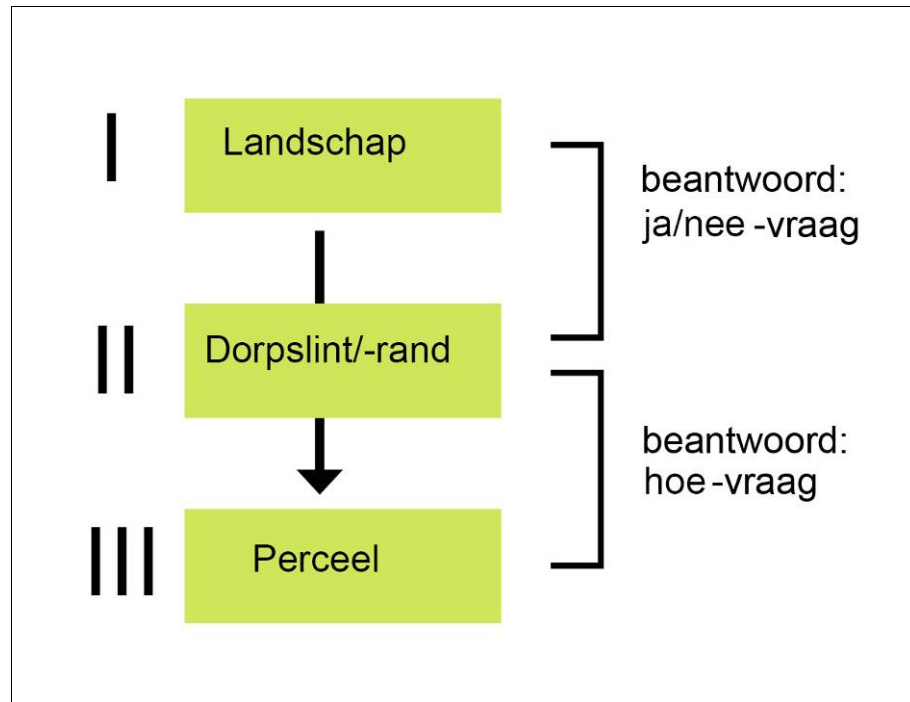 I
Landschap
beantwoord:
ja/nee -vraag
II
Dorpslint/-rand
beantwoord:
hoe-vraag
III
Perceel